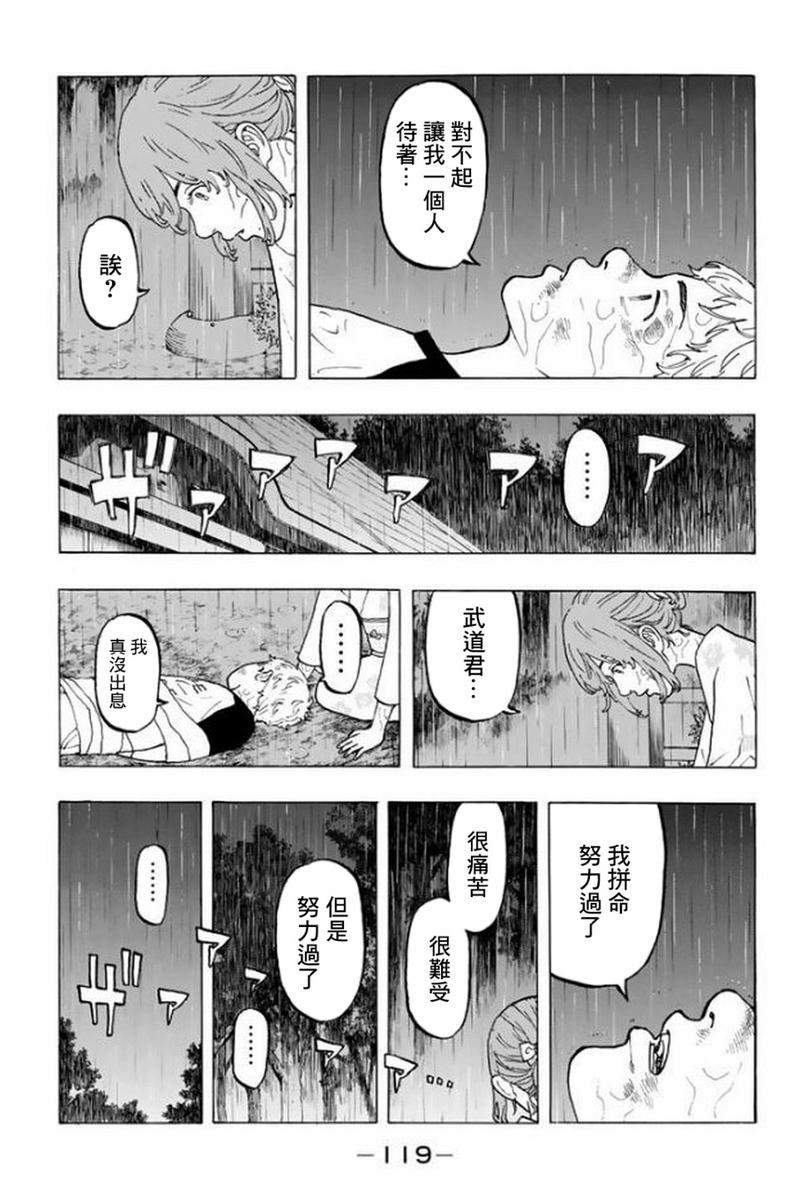 對不起
讓我一個人
待著…
誒?
……
ザァァァァ
武道君…
……
我
真沒出息
我拼命
努力過了
很痛苦
很難受
…
但是
努力過了
……
……
ザァァァ
－119－